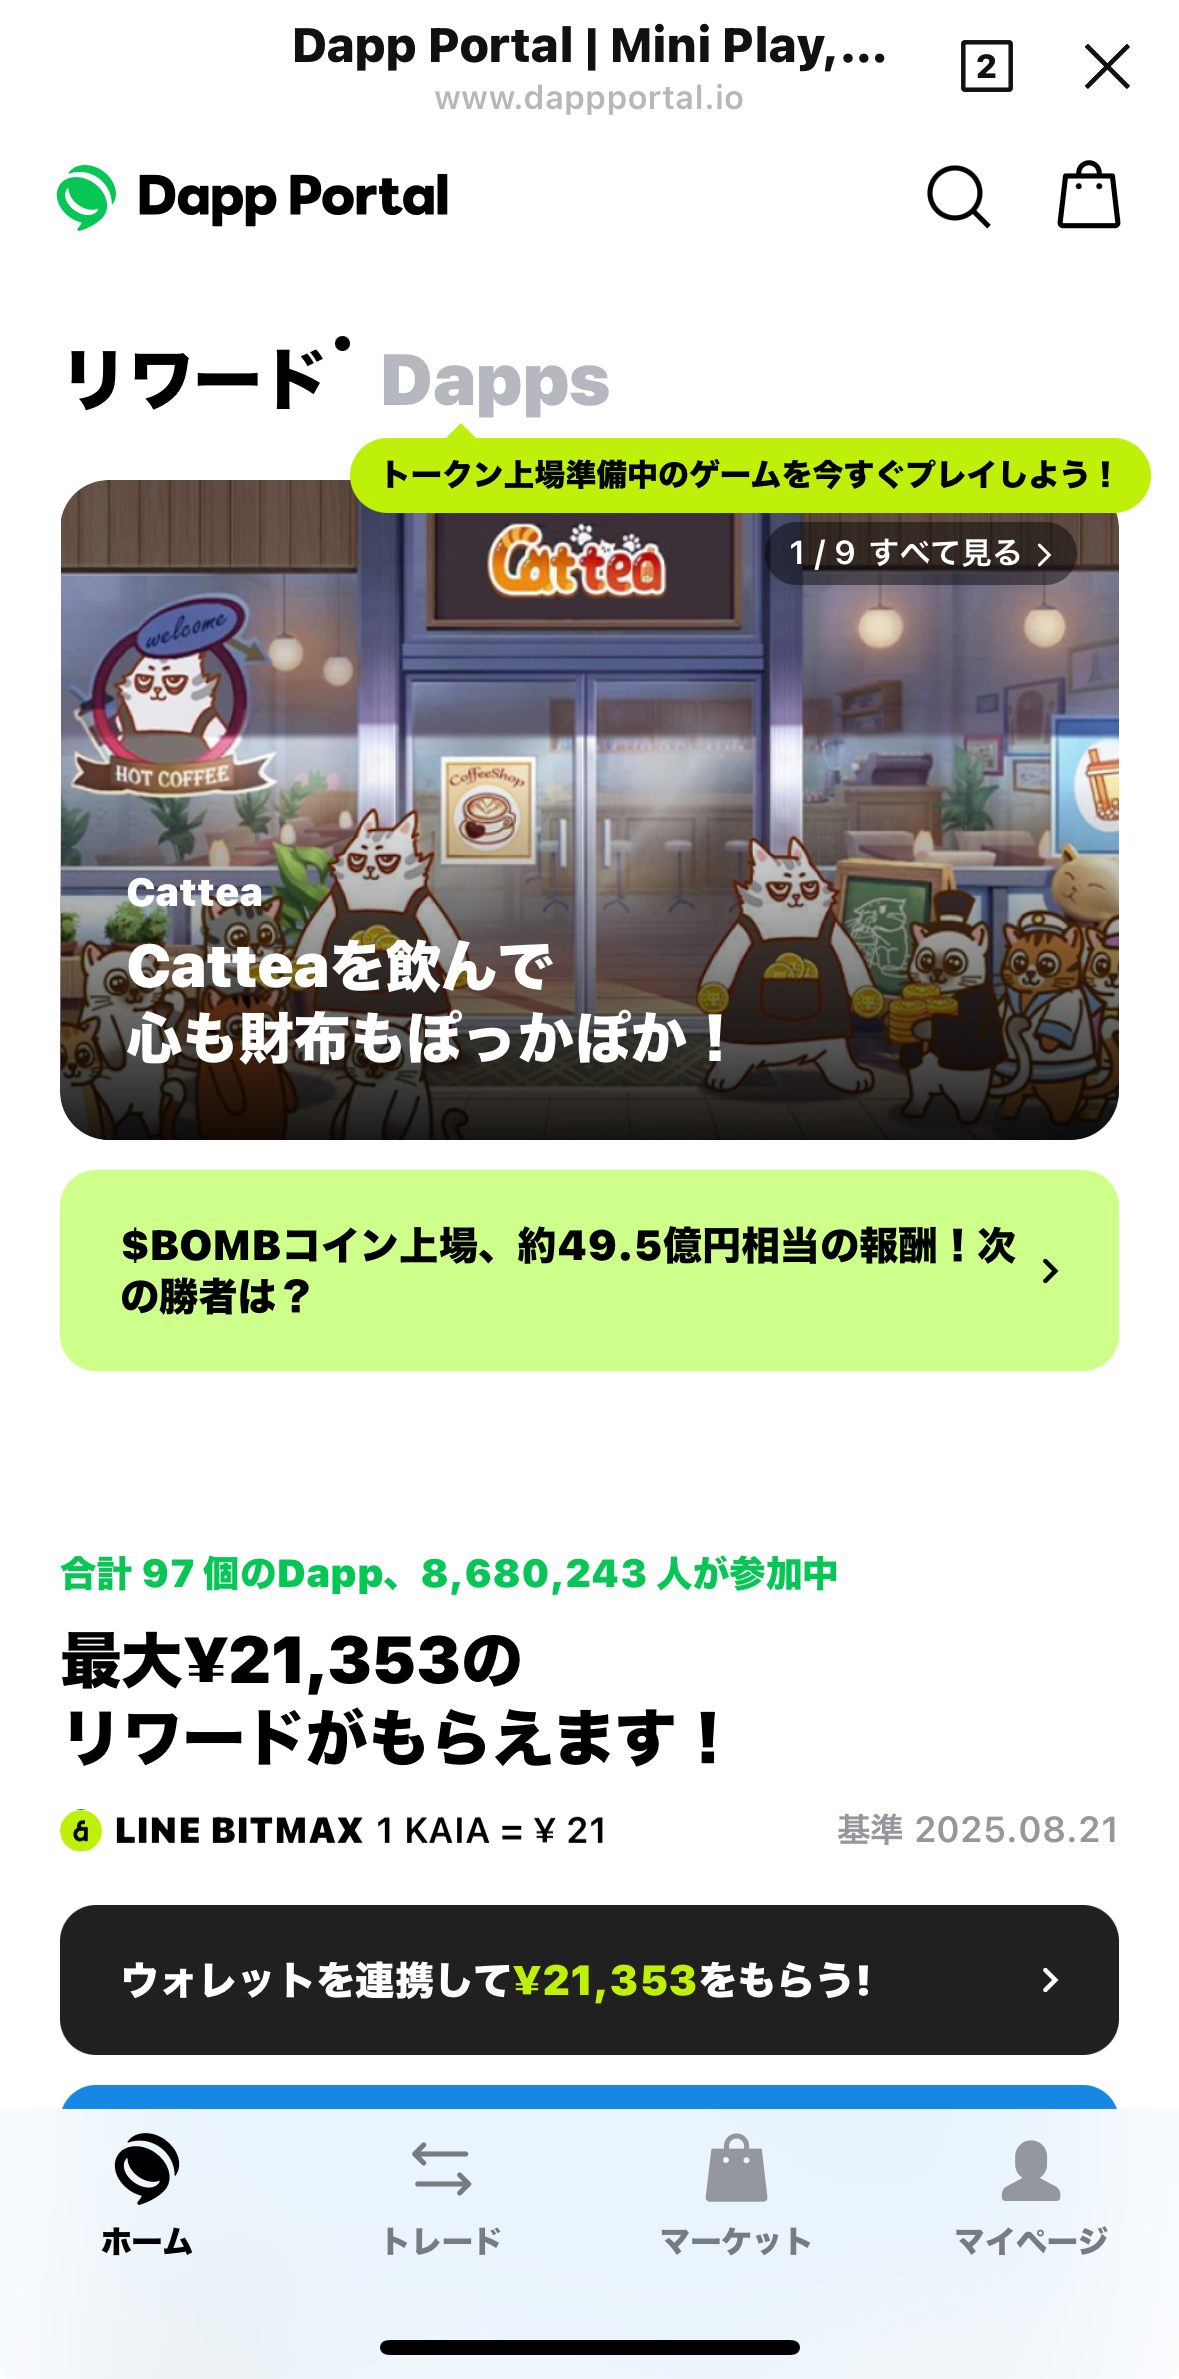 Dapp Portal | Mini Play,...
www.dappportal.io
2
Dapp Portal
リワード Dapps
トークン上場準備中のゲームを今すぐプレイしよう！
Cattea
1 / 9 すべて見る
welcome
HOT COFFEE
CoffeeShop
Cattea
Catteaを飲んで
心も財布もぽっかぽか！
$BOMBコイン上場、約49.5億円相当の報酬！次
の勝者は？
合計 97 個のDapp、8,680,243 人が参加中
最大¥21,353の
リワードがもらえます！
LINE BITMAX 1 KAIA = ¥ 21
基準 2025.08.21
ウォレットを連携して¥21,353をもらう!
ホーム
トレード
マーケット
マイページ